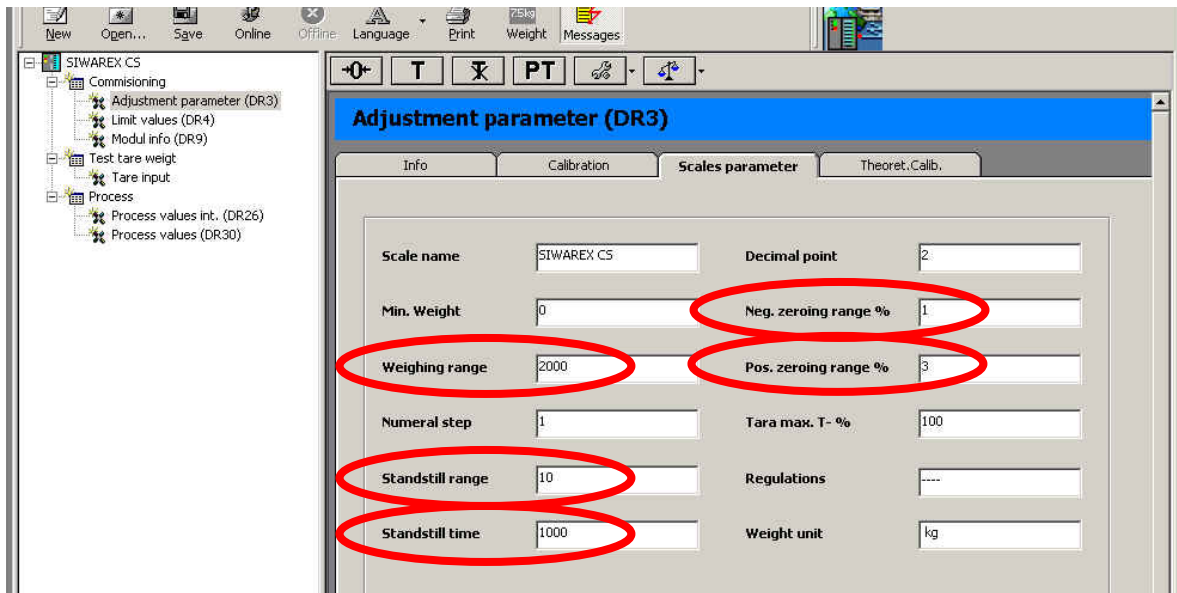 New Open... Save Online Offline Language Print 75kg Weight Messages
SIWAREX CS
Commisioning
Adjustment parameter (DR3)
Limit values (DR4)
Modul info (DR9)
Test tare weigt
Tare input
Process
Process values int. (DR26)
Process values (DR30)
→0← T T PT
Adjustment parameter (DR3)
Info Calibration Scales parameter Theoret.Calib.
Scale name SIWAREX CS Decimal point 2
Min. Weight 0 Neg. zeroing range % 1
Weighing range 2000 Pos. zeroing range % 3
Numeral step 1 Tara max. T- % 100
Standstill range 10 Regulations ----
Standstill time 1000 Weight unit kg